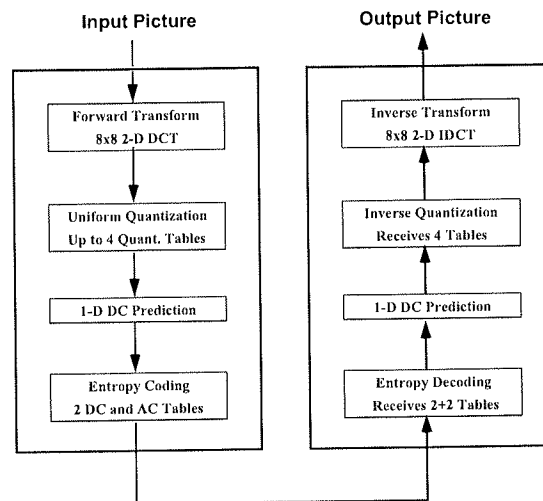 Input Picture
Forward Transform
8x8 2-D DCT
Uniform Quantization
Up to 4 Quant. Tables
1-D DC Prediction
Entropy Coding
2 DC and AC Tables
Output Picture
Inverse Transform
8x8 2-D IDCT
Inverse Quantization
Receives 4 Tables
1-D DC Prediction
Entropy Decoding
Receives 2+2 Tables